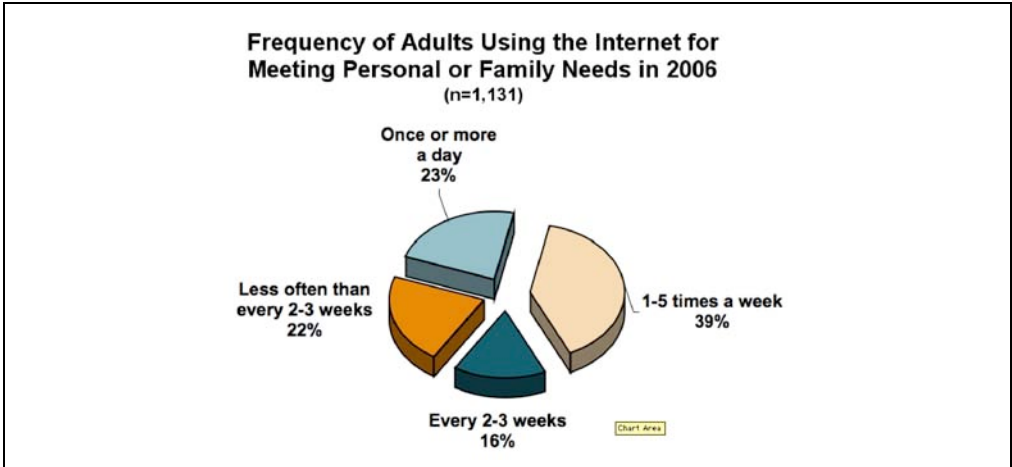 Frequency of Adults Using the Internet for
Meeting Personal or Family Needs in 2006
(n=1,131)
Once or more
a day
23%
Less often than
every 2-3 weeks
22%
1-5 times a week
39%
Every 2-3 weeks
16%
Chart Area